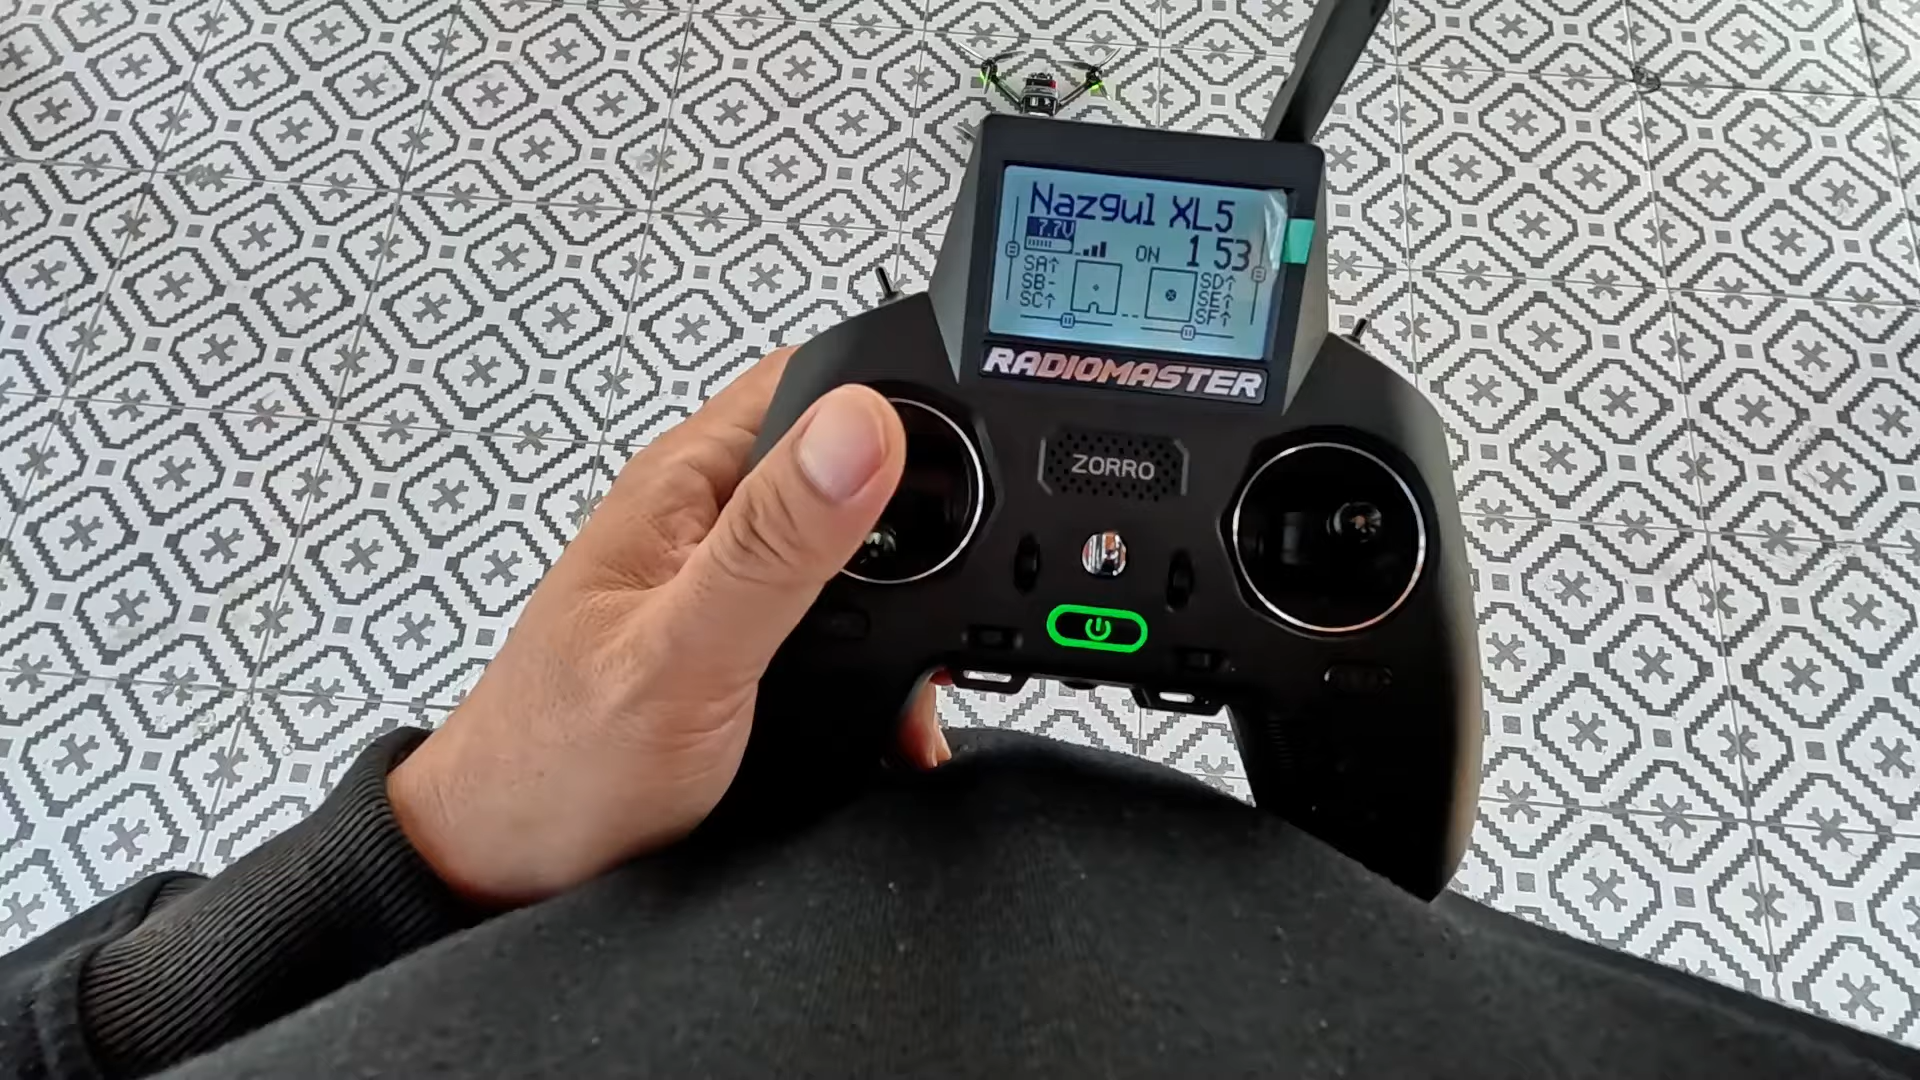 Nazgul XL5
7.7V
ON 1 53
SA↑ SD↑
SB- SE↑
SC↑ SF↑
RADIOMASTER
ZORRO